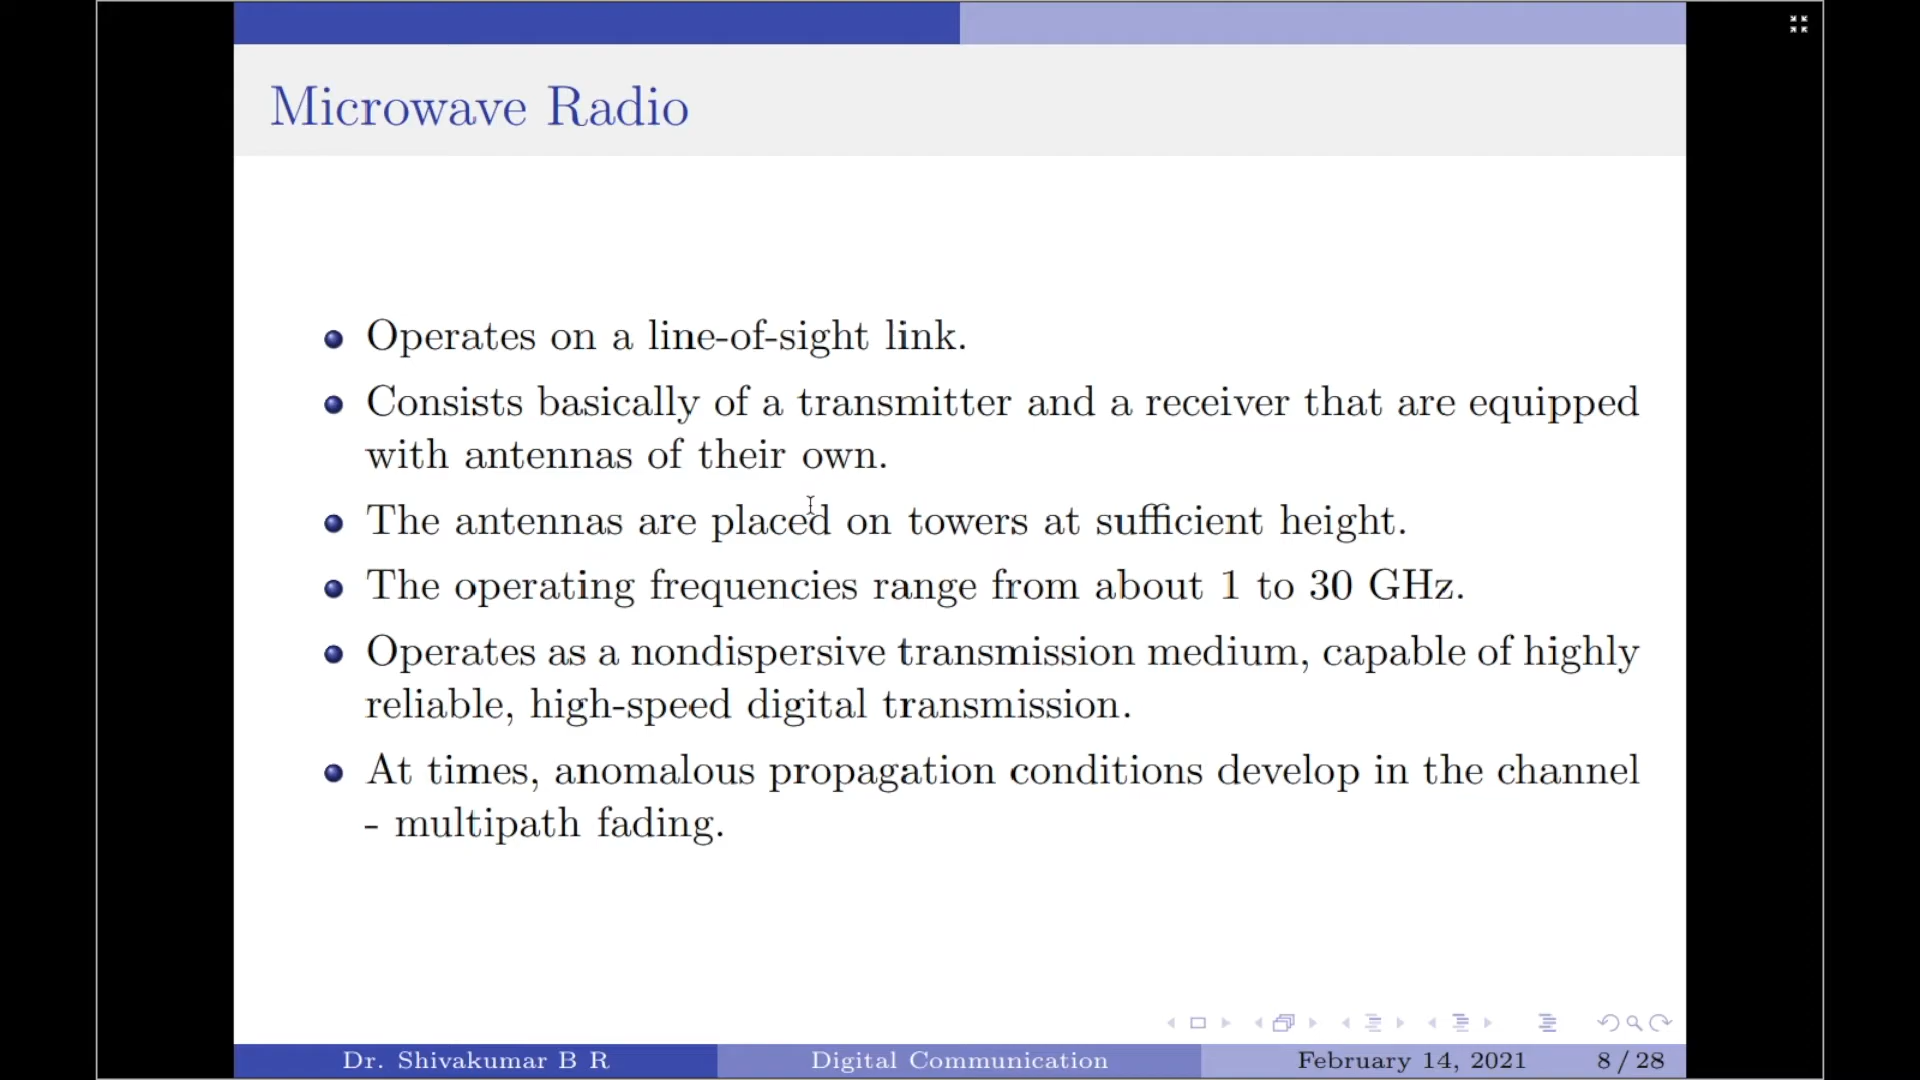 Microwave Radio
Operates on a line-of-sight link.
Consists basically of a transmitter and a receiver that are equipped
with antennas of their own.
The antennas are placed on towers at sufficient height.
The operating frequencies range from about 1 to 30 GHz.
Operates as a nondispersive transmission medium, capable of highly
reliable, high-speed digital transmission.
At times, anomalous propagation conditions develop in the channel
- multipath fading.
Dr. Shivakumar B R Digital Communication February 14, 2021 8 / 28